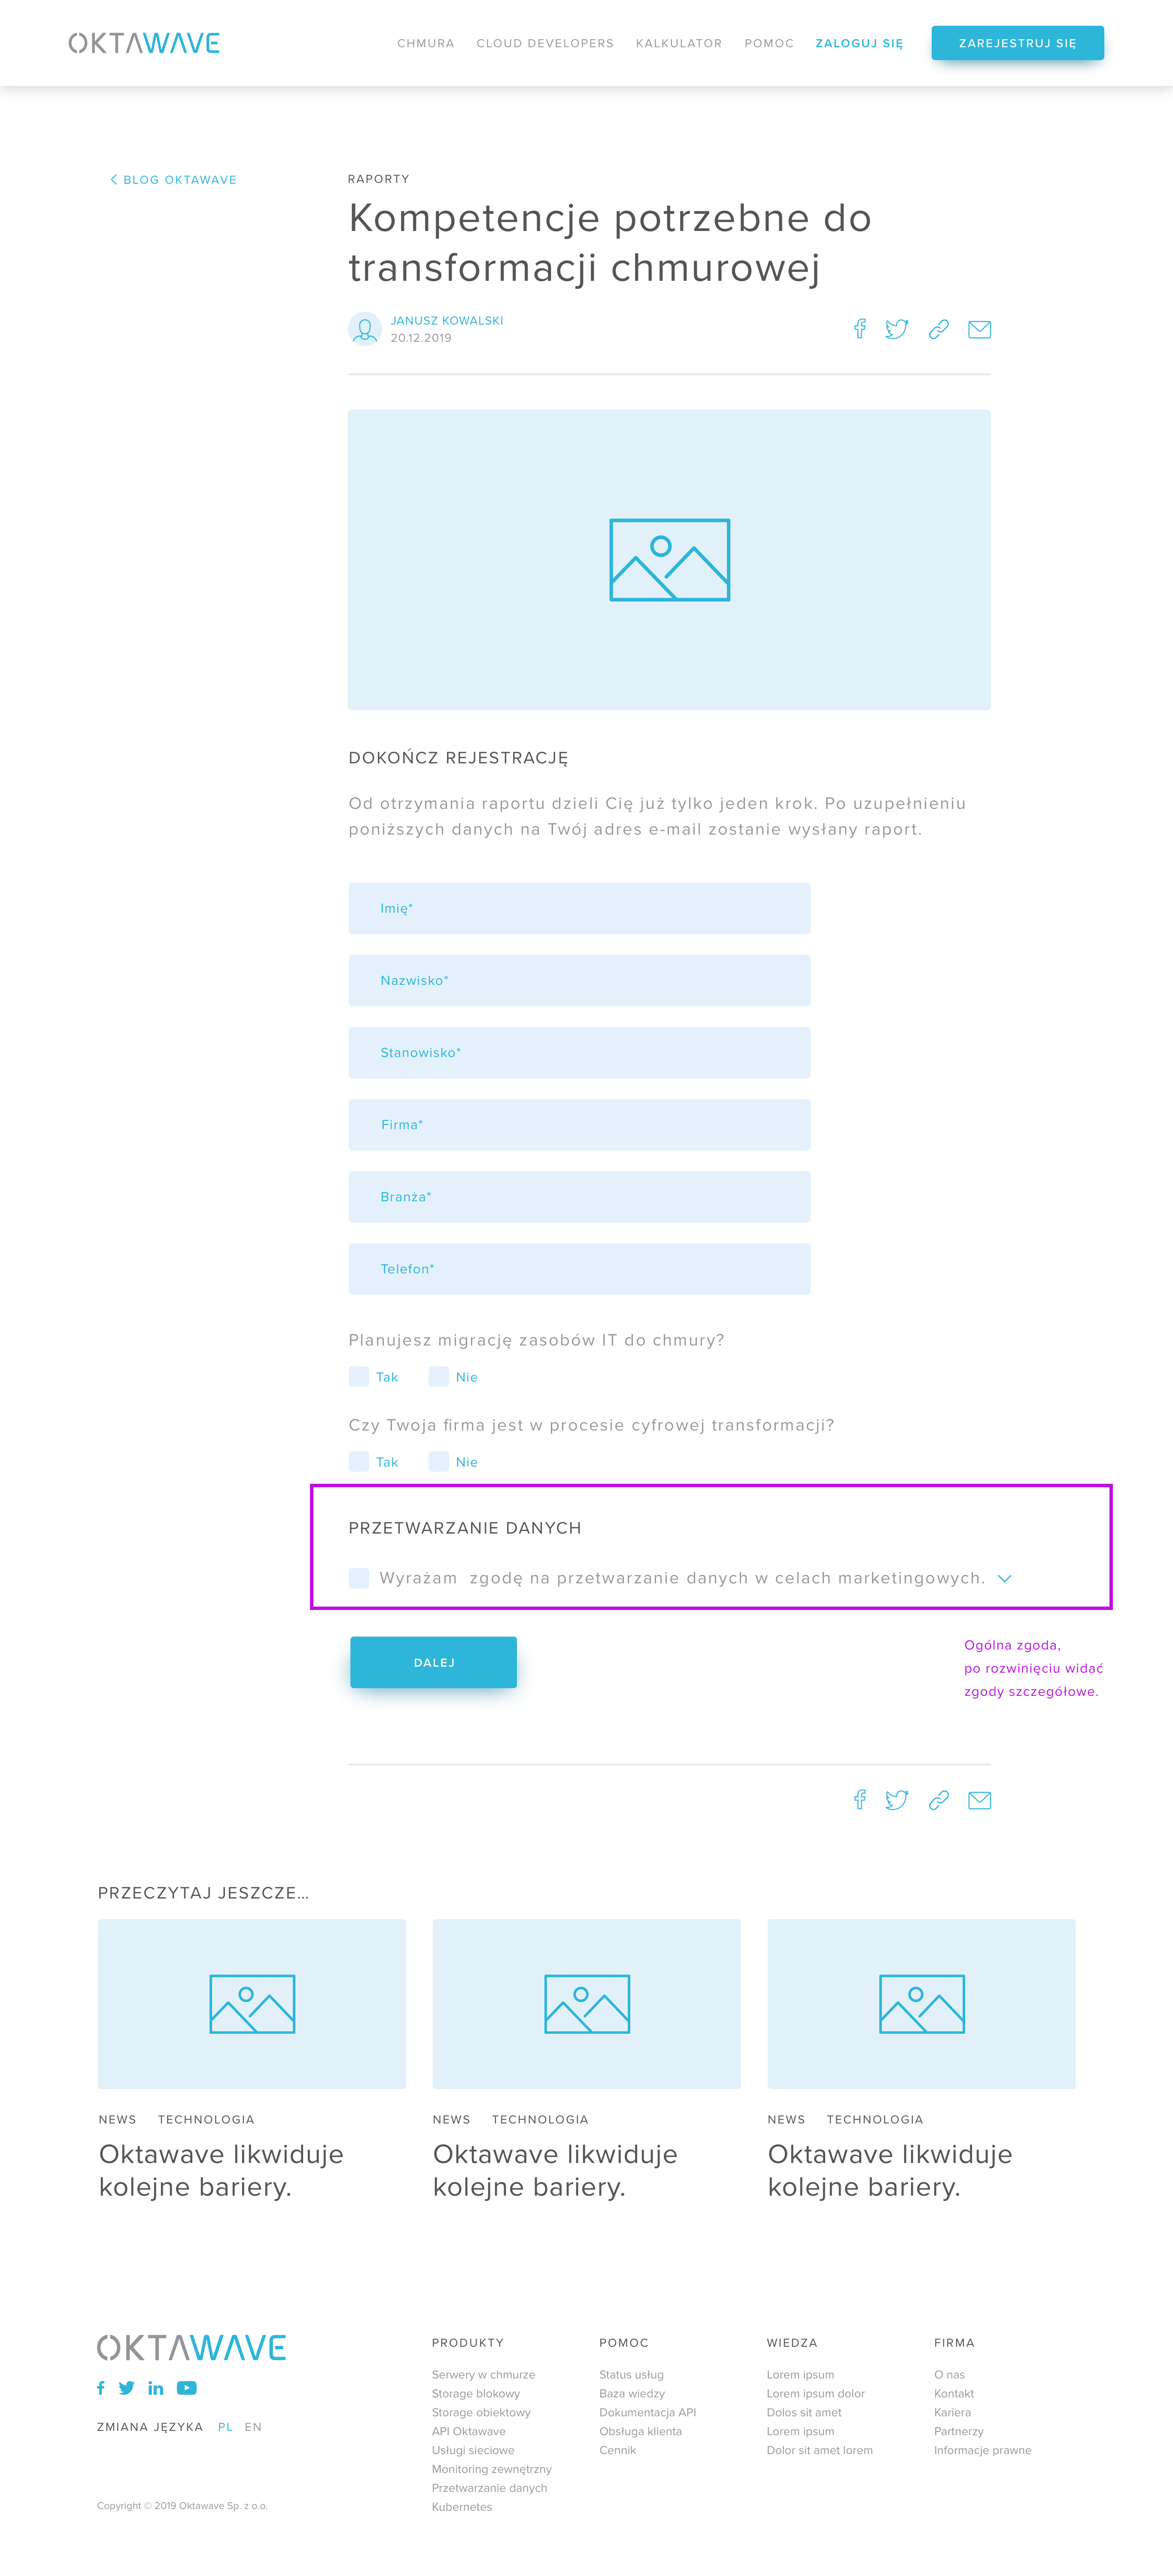 OKTAWAVE
CHMURA
CLOUD DEVELOPERS
KALKULATOR
POMOC
ZALOGUJ SIĘ
ZAREJESTRUJ SIĘ
BLOG OKTAWAVE
RAPORTY
Kompetencje potrzebne do
transformacji chmurowej
JANUSZ KOWALSKI
20.12.2019
DOKOŃCZ REJESTRACJĘ
Od otrzymania raportu dzieli Cię już tylko jeden krok. Po uzupełnieniu
poniższych danych na Twój adres e-mail zostanie wysłany raport.
Imię*
Nazwisko*
Stanowisko*
Firma*
Branża*
Telefon*
Planujesz migrację zasobów IT do chmury?
Tak
Nie
Czy Twoja firma jest w procesie cyfrowej transformacji?
Tak
Nie
PRZETWARZANIE DANYCH
Wyrażam  zgodę na przetwarzanie danych w celach marketingowych.
DALEJ
Ogólna zgoda,
po rozwinięciu widać
zgody szczegółowe.
PRZECZYTAJ JESZCZE...
NEWS TECHNOLOGIA
Oktawave likwiduje
kolejne bariery.
NEWS TECHNOLOGIA
Oktawave likwiduje
kolejne bariery.
NEWS TECHNOLOGIA
Oktawave likwiduje
kolejne bariery.
OKTAWAVE
ZMIANA JĘZYKA PL EN
Copyright © 2019 Oktawave Sp. z o.o.
PRODUKTY
Serwery w chmurze
Storage blokowy
Storage obiektowy
API Oktawave
Usługi sieciowe
Monitoring zewnętrzny
Przetwarzanie danych
Kubernetes
POMOC
Status usług
Baza wiedzy
Dokumentacja API
Obsługa klienta
Cennik
WIEDZA
Lorem ipsum
Lorem ipsum dolor
Dolos sit amet
Lorem ipsum
Dolor sit amet lorem
FIRMA
O nas
Kontakt
Kariera
Partnerzy
Informacje prawne